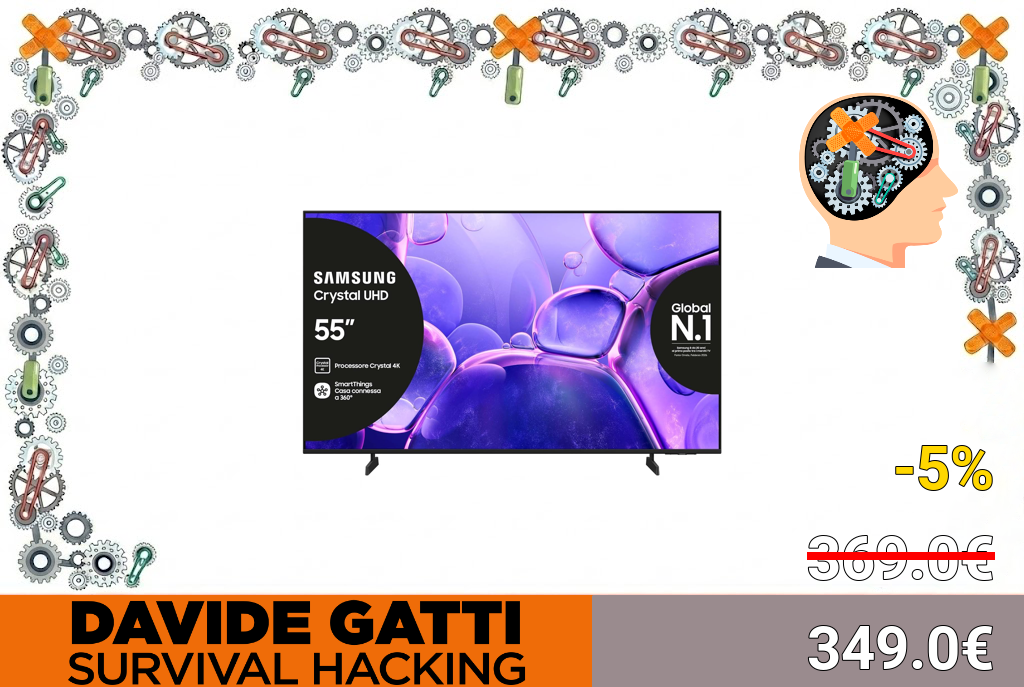 SAMSUNG
Crystal UHD
55"
Processore Crystal 4K
SmartThings
Casa connessa
a 360°
Global
N.1
-5%
369.0€
DAVIDE GATTI
SURVIVAL HACKING
349.0€